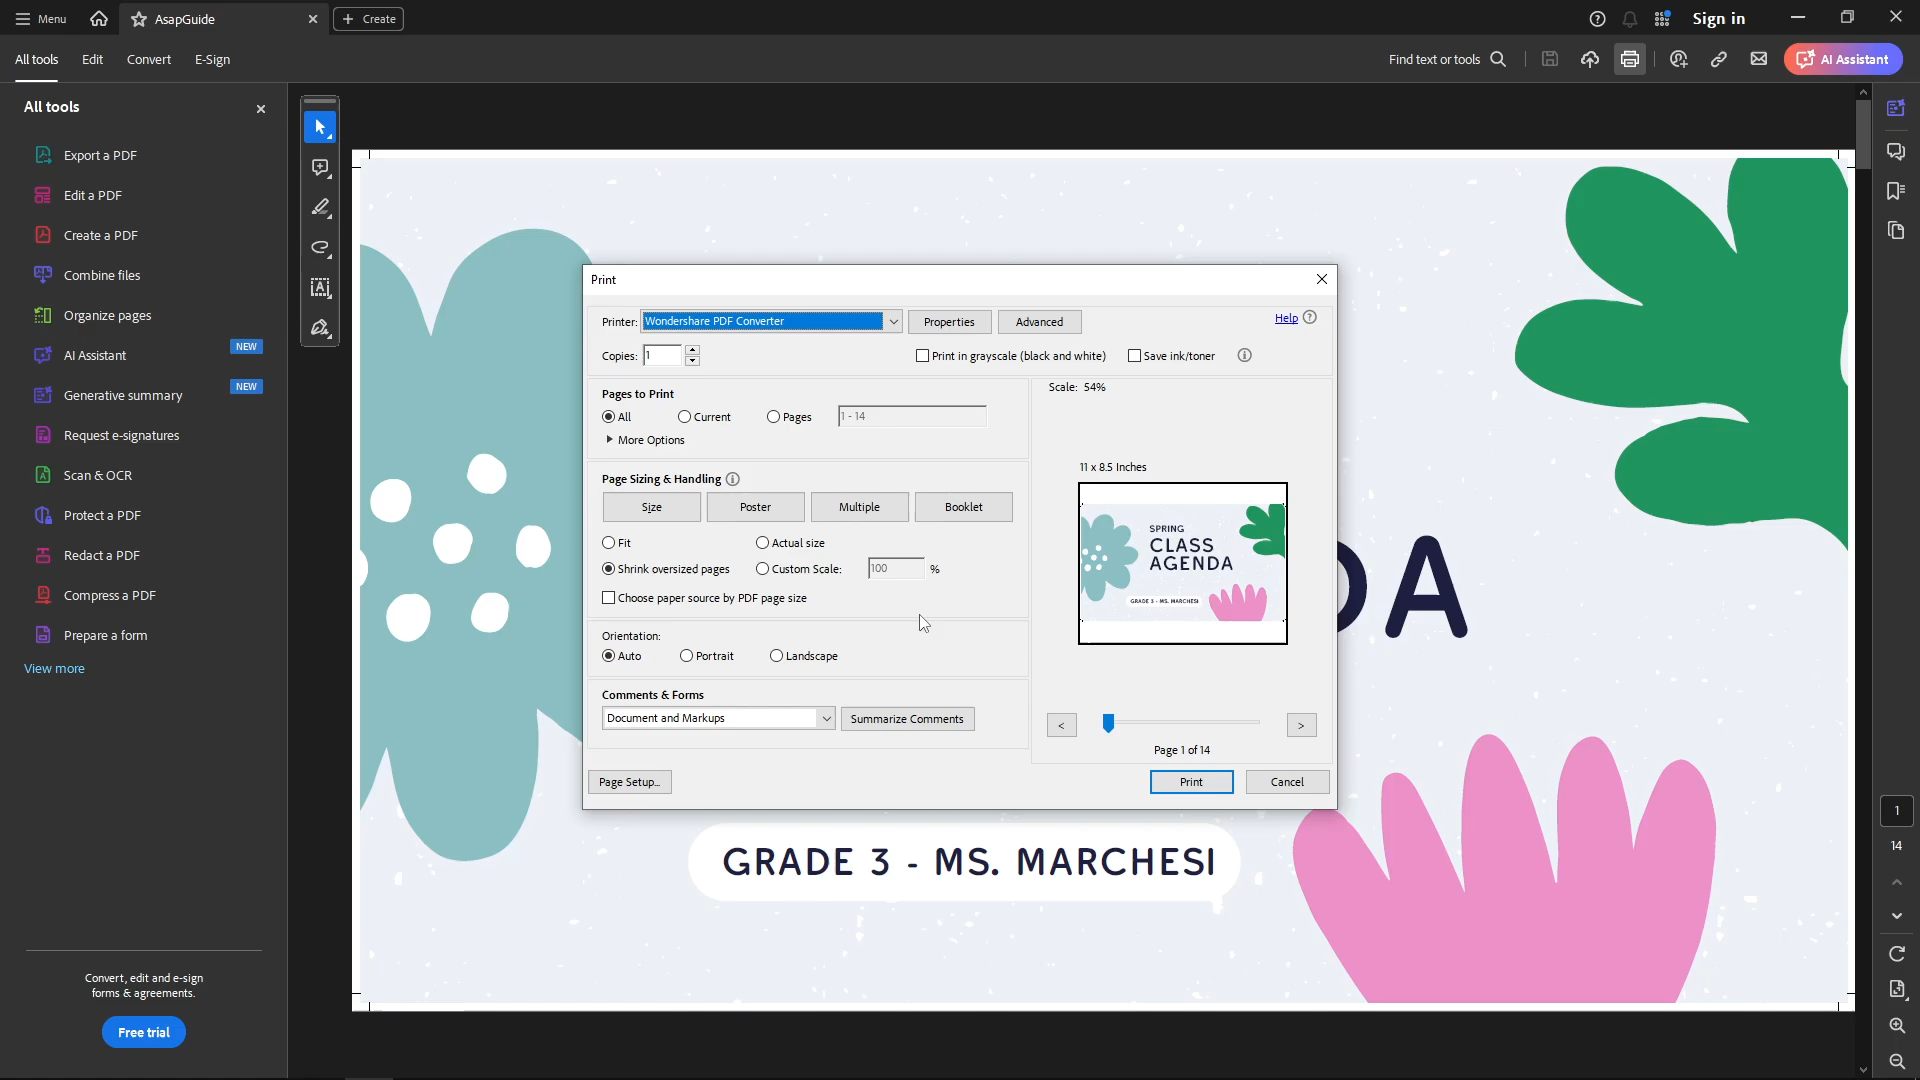 Menu
AsapGuide
Create
Sign in
All tools
Edit
Convert
E-Sign
Find text or tools
AI Assistant
All tools
Export a PDF
Edit a PDF
Create a PDF
Combine files
Organize pages
AI Assistant
NEW
Generative summary
NEW
Request e-signatures
Scan & OCR
Protect a PDF
Redact a PDF
Compress a PDF
Prepare a form
View more
Convert, edit and e-sign
forms & agreements.
Free trial
Print
Printer: Wondershare PDF Converter
Properties
Advanced
Help
Copies: 1
Print in grayscale (black and white)
Save ink/toner
Pages to Print
All
Current
Pages
1 - 14
More Options
Page Sizing & Handling
Size
Poster
Multiple
Booklet
Fit
Actual size
Shrink oversized pages
Custom Scale: 100 %
Choose paper source by PDF page size
Orientation:
Auto
Portrait
Landscape
Comments & Forms
Document and Markups
Summarize Comments
Page Setup...
Scale: 54%
11 x 8.5 Inches
SPRING
CLASS
AGENDA
GRADE 3 - MS. MARCHESI
<
>
Page 1 of 14
Print
Cancel
DA
GRADE 3 - MS. MARCHESI
1
14